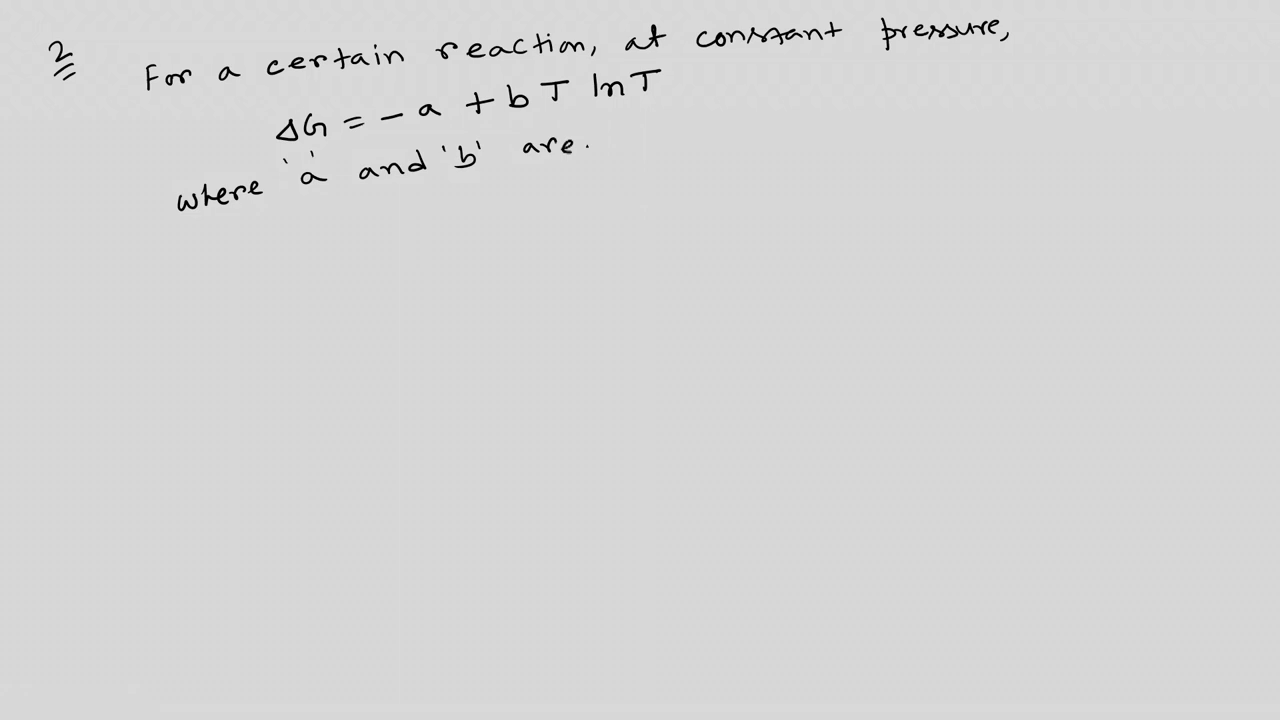 2 For a certain reaction, at constant pressure,
ΔG = - a + b T ln T
where 'a' and 'b' are.